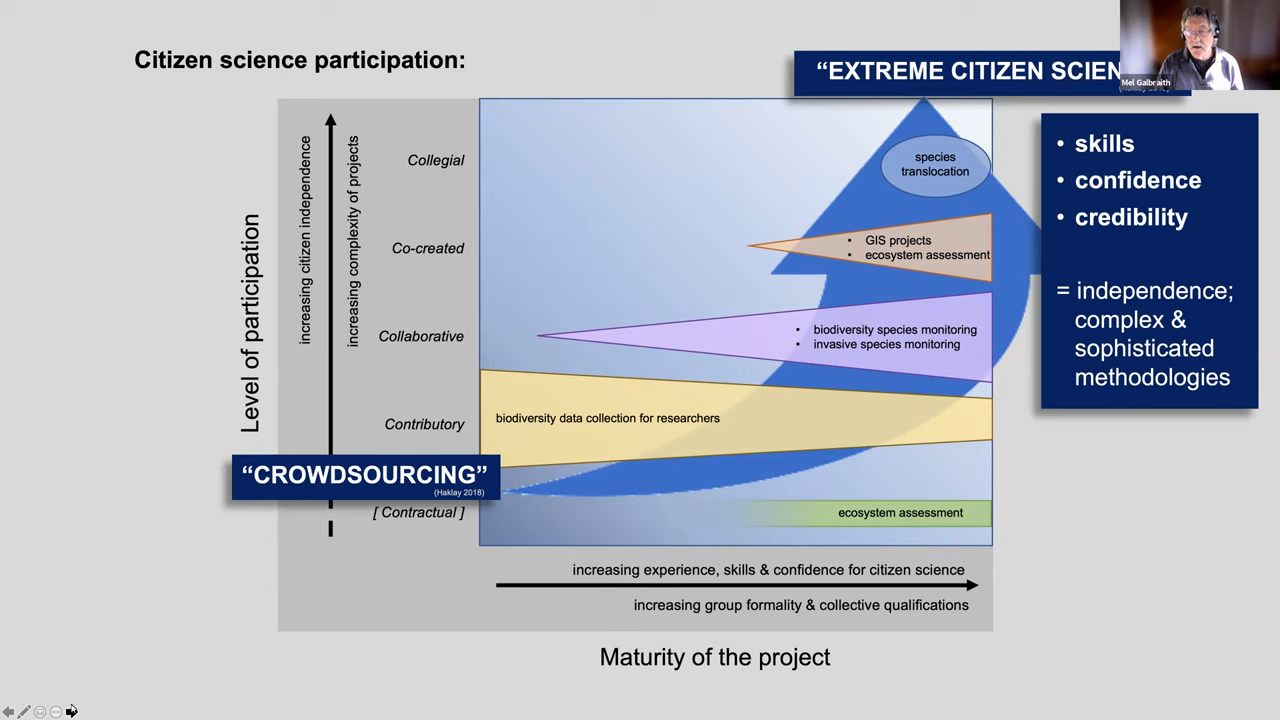 Citizen science participation:
“EXTREME CITIZEN SCIEN
Mel Galbraith
Level of participation
increasing citizen independence
increasing complexity of projects
Collegial
Co-created
Collaborative
Contributory
“CROWDSOURCING”
(Haklay 2018)
[ Contractual ]
species
translocation
• GIS projects
• ecosystem assessment
• biodiversity species monitoring
• invasive species monitoring
biodiversity data collection for researchers
ecosystem assessment
• skills
• confidence
• credibility
= independence;
complex &
sophisticated
methodologies
increasing experience, skills & confidence for citizen science
increasing group formality & collective qualifications
Maturity of the project